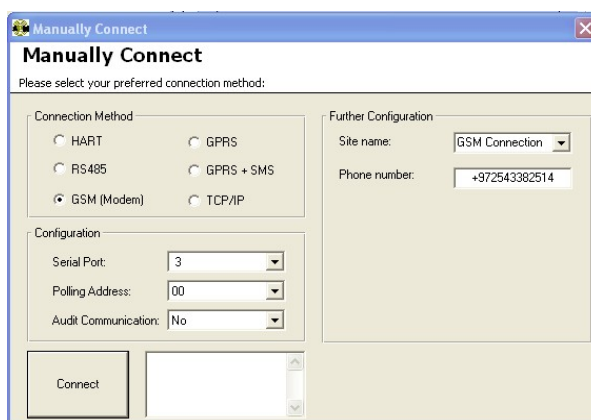 Manually Connect
Manually Connect
Please select your preferred connection method:
Connection Method
HART
GPRS
RS485
GPRS + SMS
GSM (Modem)
TCP/IP
Configuration
Serial Port: 3
Polling Address: 00
Audit Communication: No
Connect
Further Configuration
Site name: GSM Connection
Phone number: +972543382514